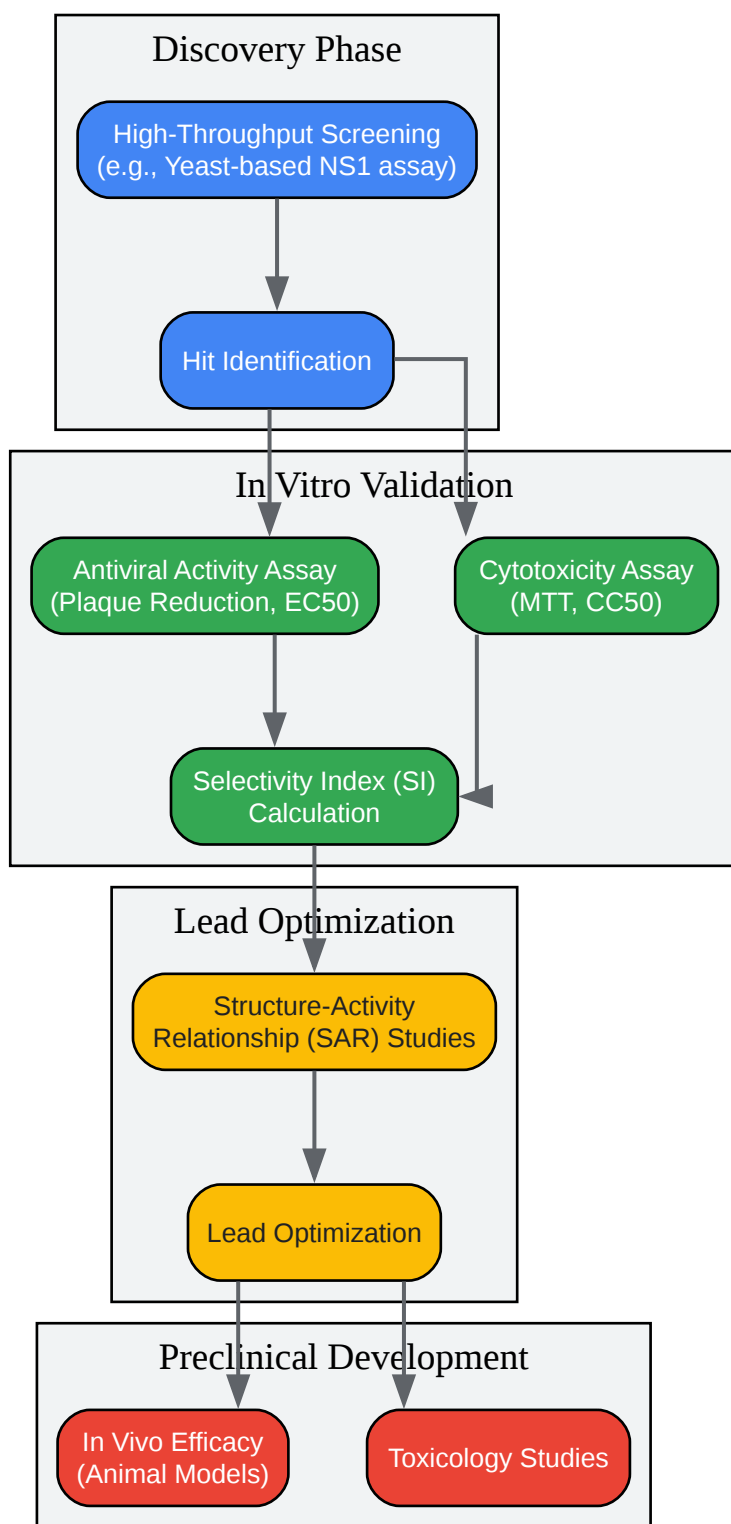 Discovery Phase
High-Throughput Screening
(e.g., Yeast-based NS1 assay)
Hit Identification
In Vitro Validation
Antiviral Activity Assay
(Plaque Reduction, EC50)
Cytotoxicity Assay
(MTT, CC50)
Selectivity Index (SI)
Calculation
Lead Optimization
Structure-Activity
Relationship (SAR) Studies
Lead Optimization
Preclinical Development
In Vivo Efficacy
(Animal Models)
Toxicology Studies